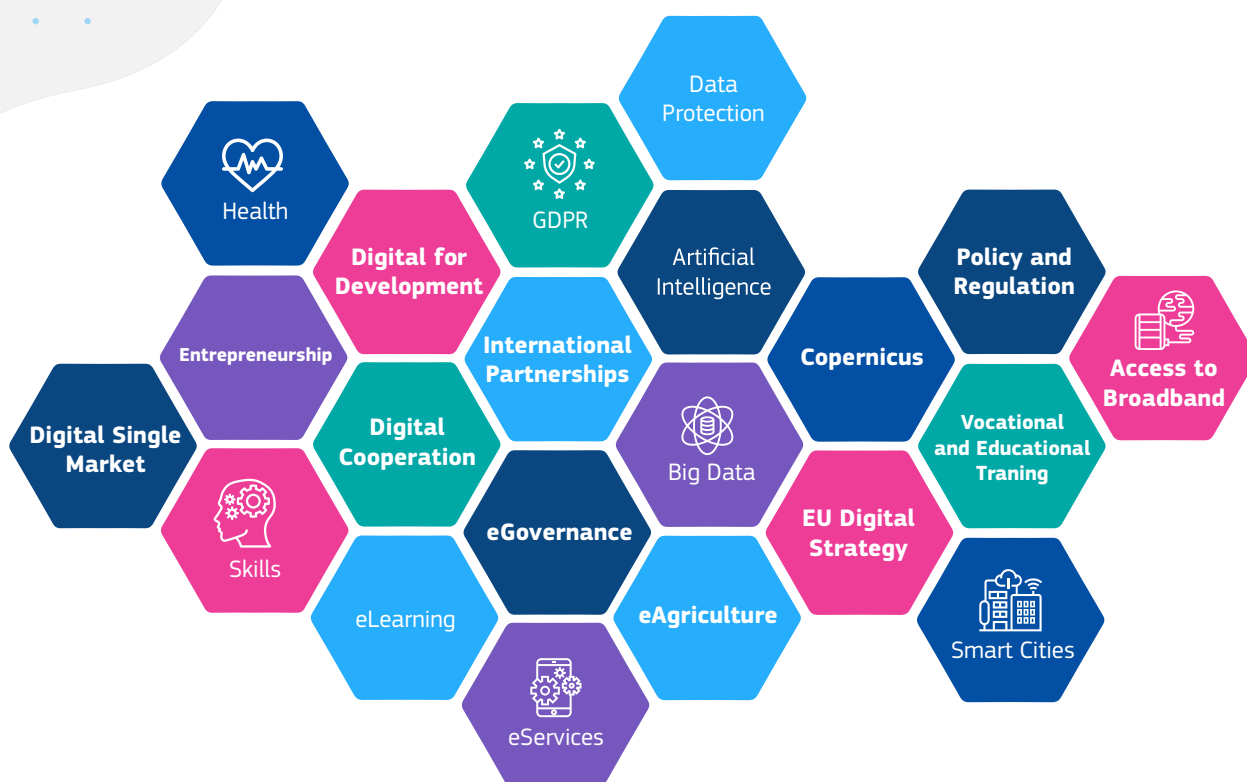 Data
Protection
Health
GDPR
Digital for
Development
Artificial
Intelligence
Policy and
Regulation
Entrepreneurship
International
Partnerships
Copernicus
Access to
Broadband
Digital Single
Market
Digital
Cooperation
Big Data
Vocational
and Educational
Traning
Skills
eGovernance
EU Digital
Strategy
eLearning
eAgriculture
Smart Cities
eServices